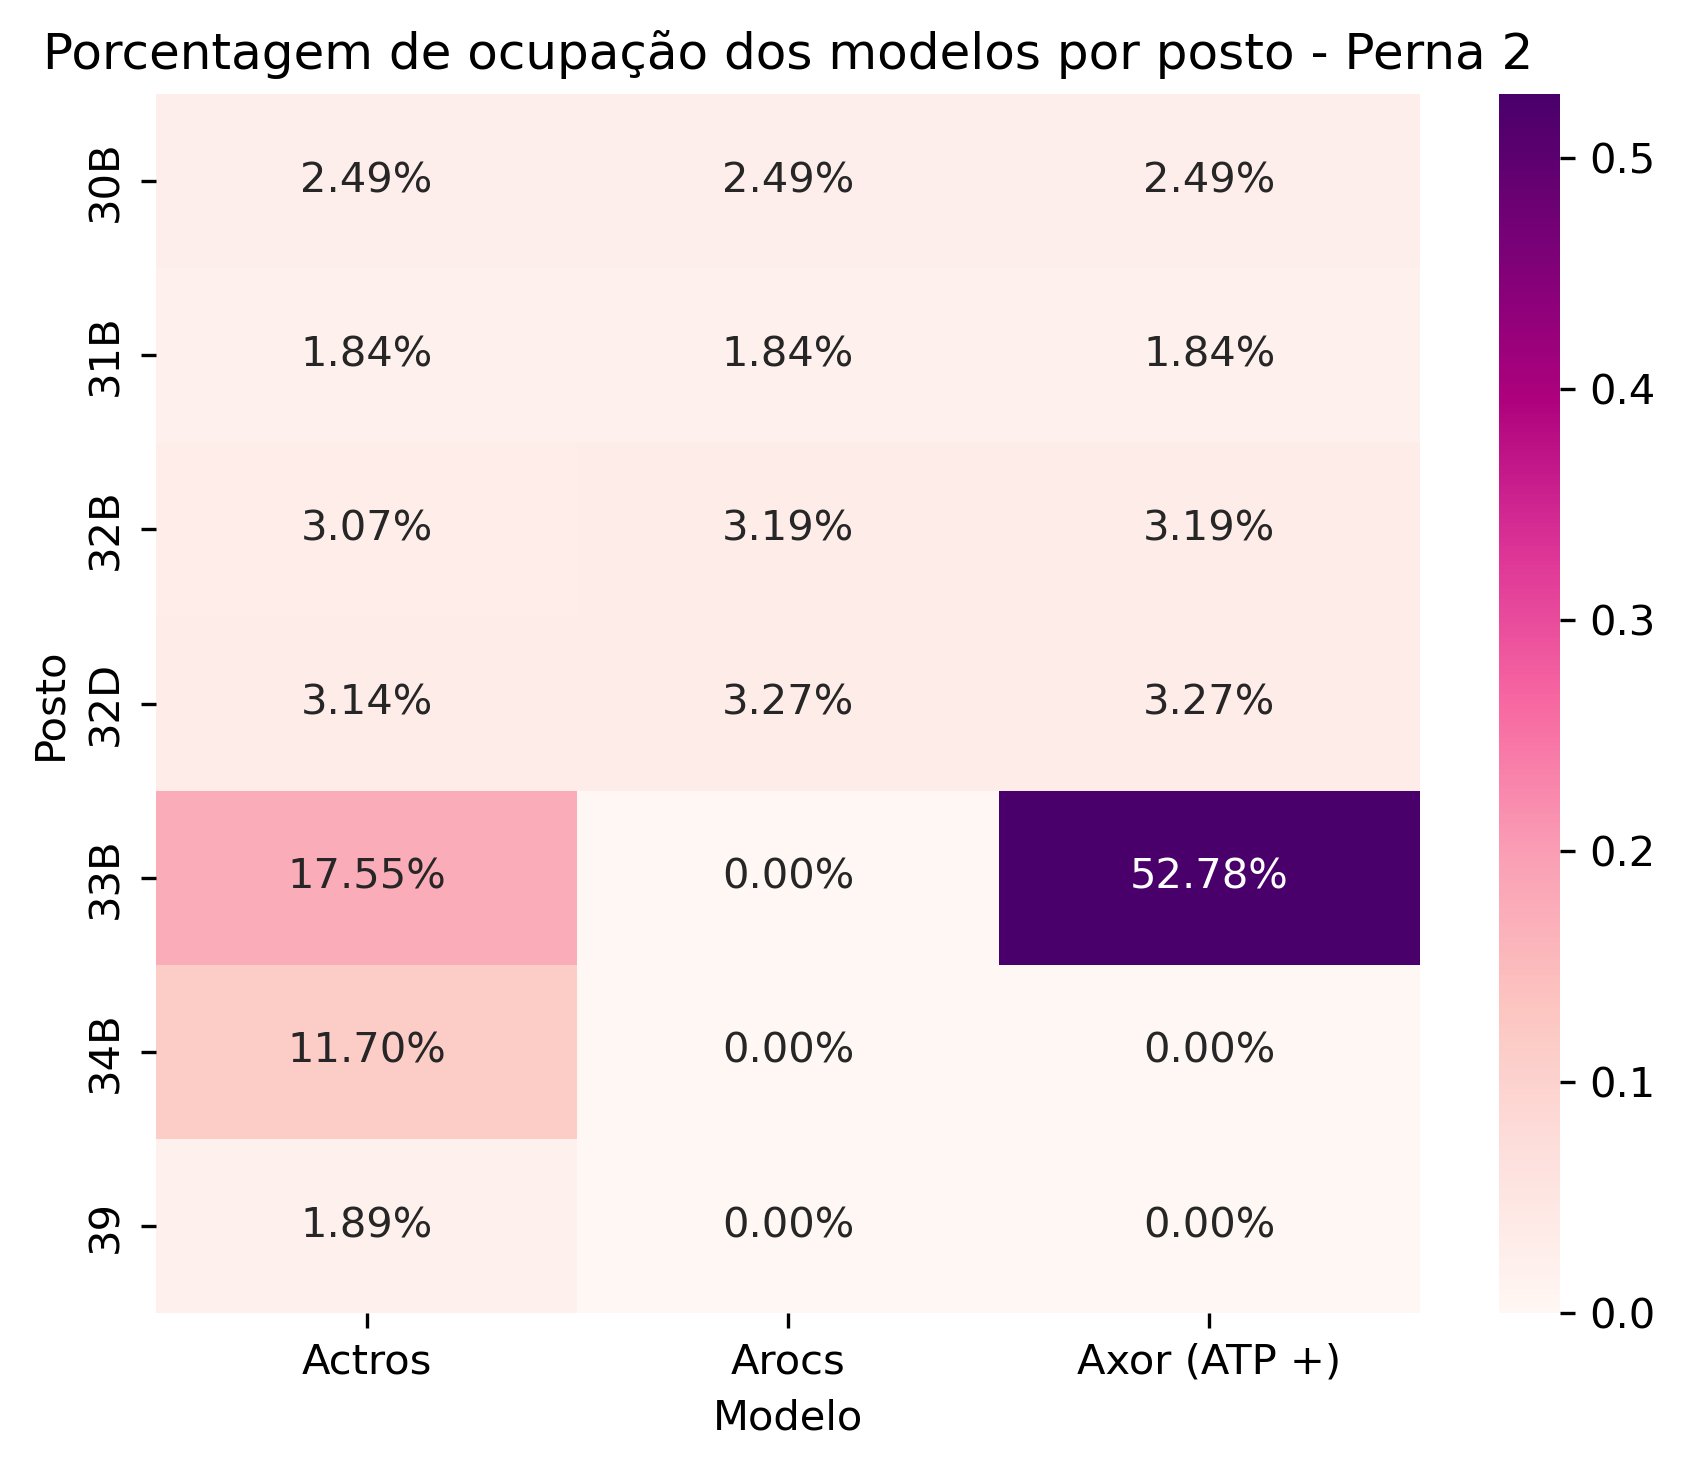 Porcentagem de ocupação dos modelos por posto - Perna 2
Posto
30B 2.49% 2.49% 2.49%
31B 1.84% 1.84% 1.84%
32B 3.07% 3.19% 3.19%
32D 3.14% 3.27% 3.27%
33B 17.55% 0.00% 52.78%
34B 11.70% 0.00% 0.00%
39 1.89% 0.00% 0.00%
Actros Arocs Axor (ATP +)
Modelo
0.5
0.4
0.3
0.2
0.1
0.0